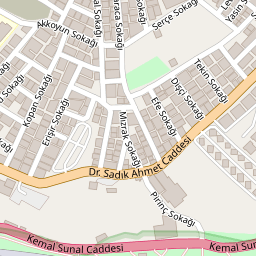 Akkoyun Sokağı
Serçe Sokağı
Tekin Sokağı
Dişçi Sokağı
Efe Sokağı
Kopan Sokağı
Erişir Sokağı
Mızrak Sokağı
Dr. Sadık Ahmet Caddesi
Pirinç Sokağı
Kemal Sunal Caddesi
Kemal Sunal Caddesi